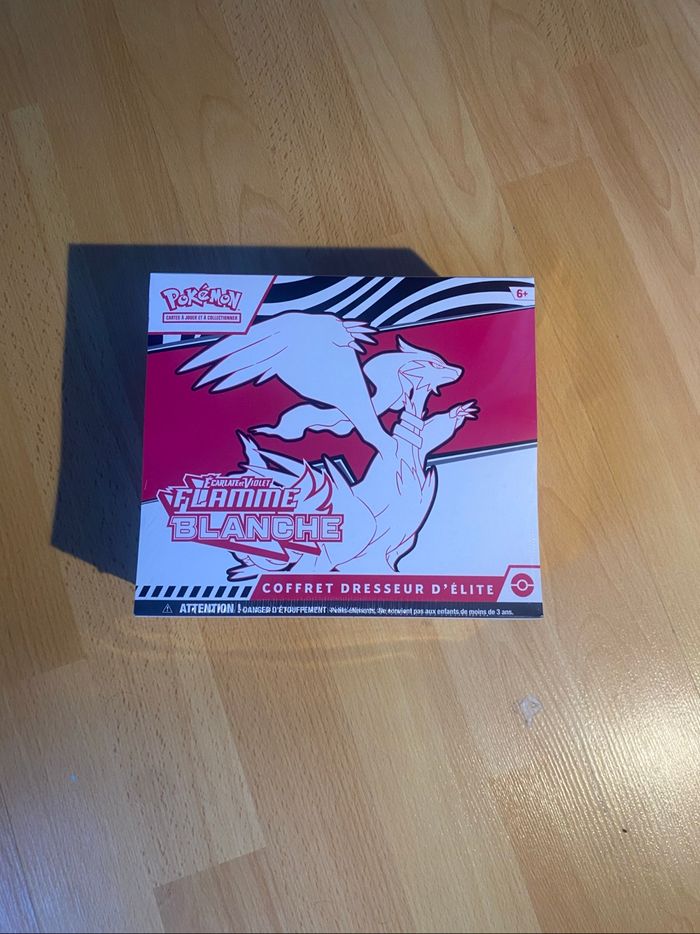 POKÉMON
CARTES À JOUER ET À COLLECTIONNER
6+
ÉCARLATE ET VIOLET
FLAMME
BLANCHE
COFFRET DRESSEUR D'ÉLITE
ATTENTION ! DANGER D'ÉTOUFFEMENT - Petits éléments. Ne convient pas aux enfants de moins de 3 ans.